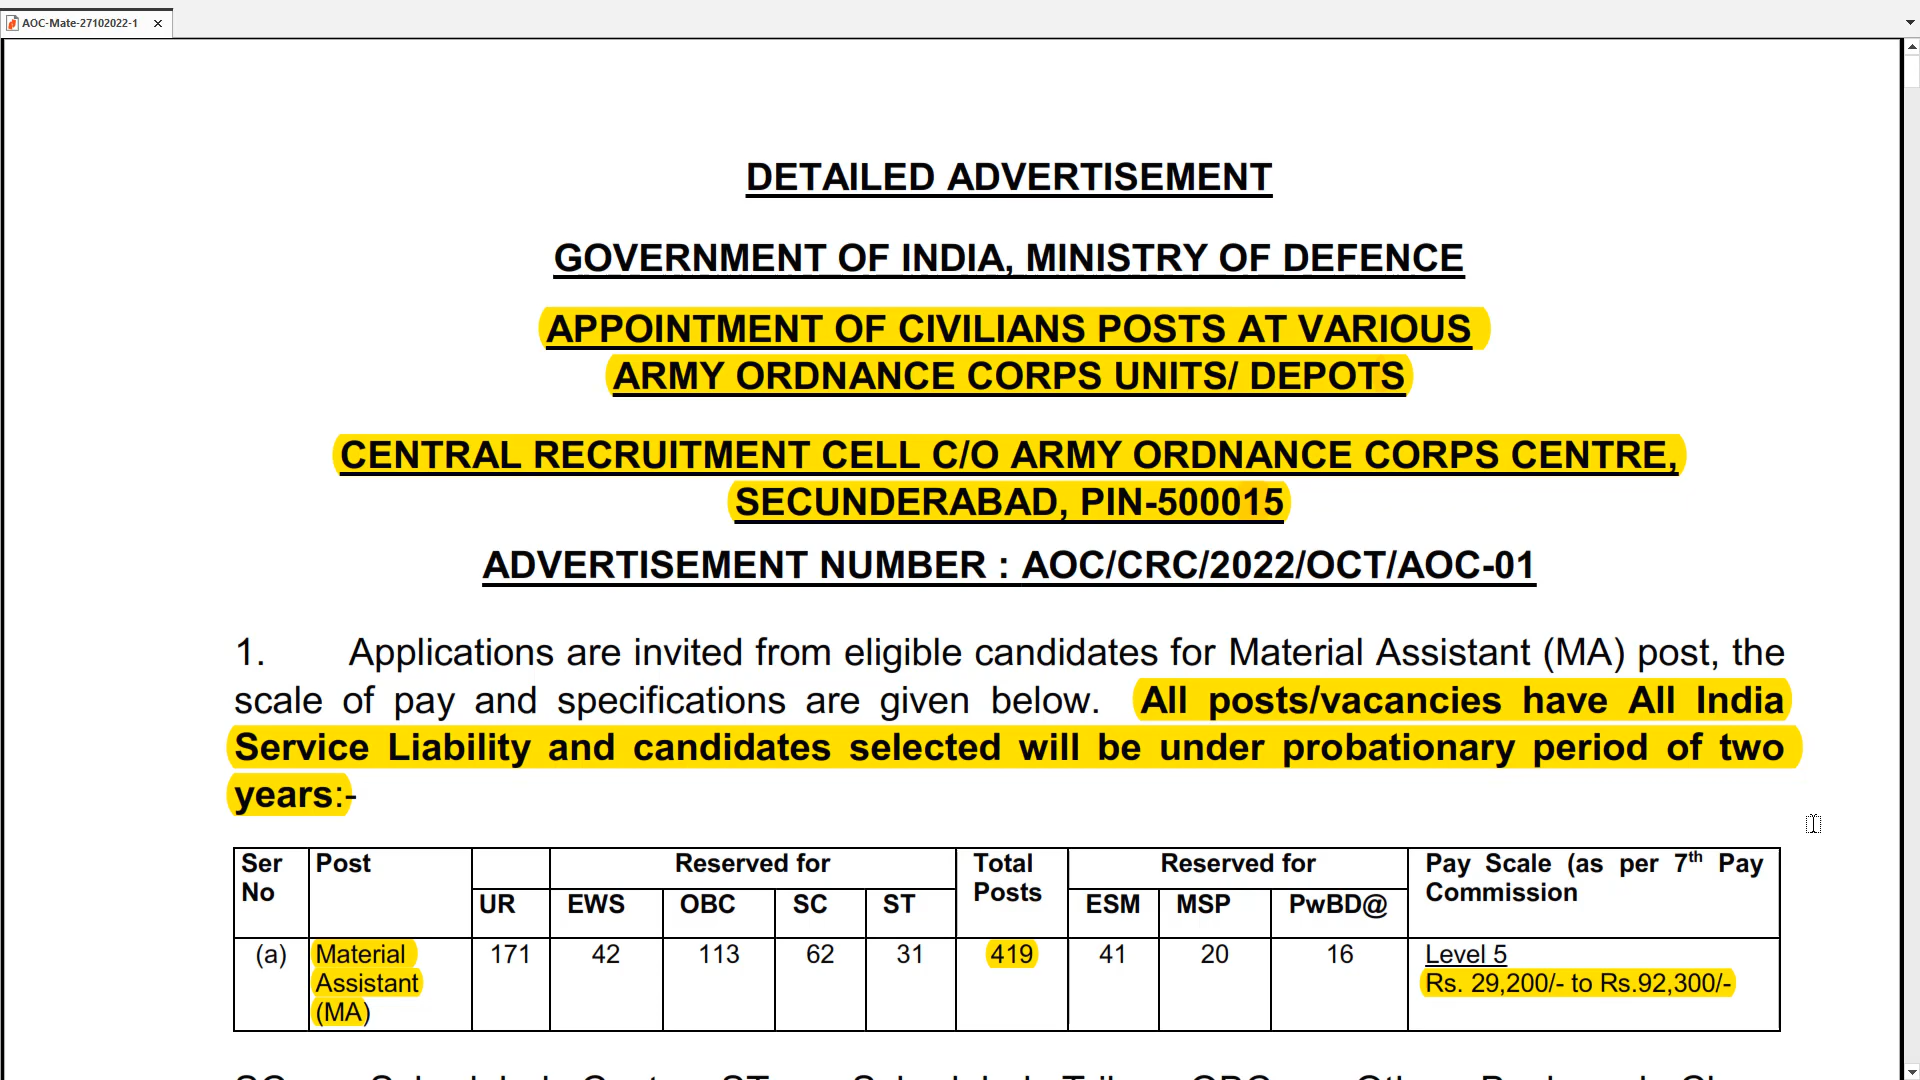 AOC-Mate-27102022-1
DETAILED ADVERTISEMENT
GOVERNMENT OF INDIA, MINISTRY OF DEFENCE
APPOINTMENT OF CIVILIANS POSTS AT VARIOUS
ARMY ORDNANCE CORPS UNITS/ DEPOTS
CENTRAL RECRUITMENT CELL C/O ARMY ORDNANCE CORPS CENTRE,
SECUNDERABAD, PIN-500015
ADVERTISEMENT NUMBER : AOC/CRC/2022/OCT/AOC-01
1. Applications are invited from eligible candidates for Material Assistant (MA) post, the
scale of pay and specifications are given below. All posts/vacancies have All India
Service Liability and candidates selected will be under probationary period of two
years:-
Ser No Post Reserved for Total Posts Reserved for Pay Scale (as per 7th Pay Commission
UR EWS OBC SC ST ESM MSP PwBD@
(a) Material Assistant (MA) 171 42 113 62 31 419 41 20 16 Level 5
Rs. 29,200/- to Rs.92,300/-